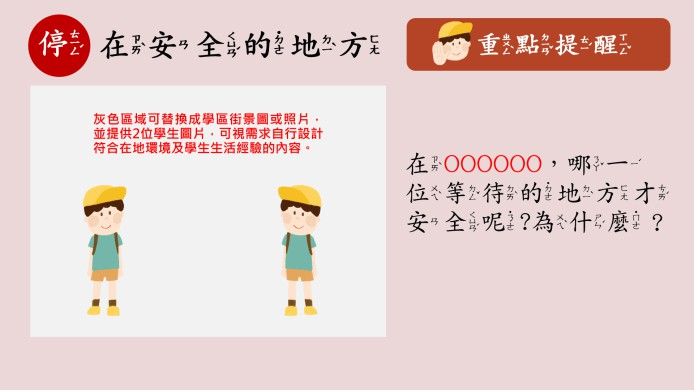 停在安全的地方
重點提醒
灰色區域可替換成學區街景圖或照片，
並提供2位學生圖片，可視需求自行設計
符合在地環境及學生生活經驗的內容。
在OOOOOO，哪一
位等待的地方才
安全呢？為什麼？